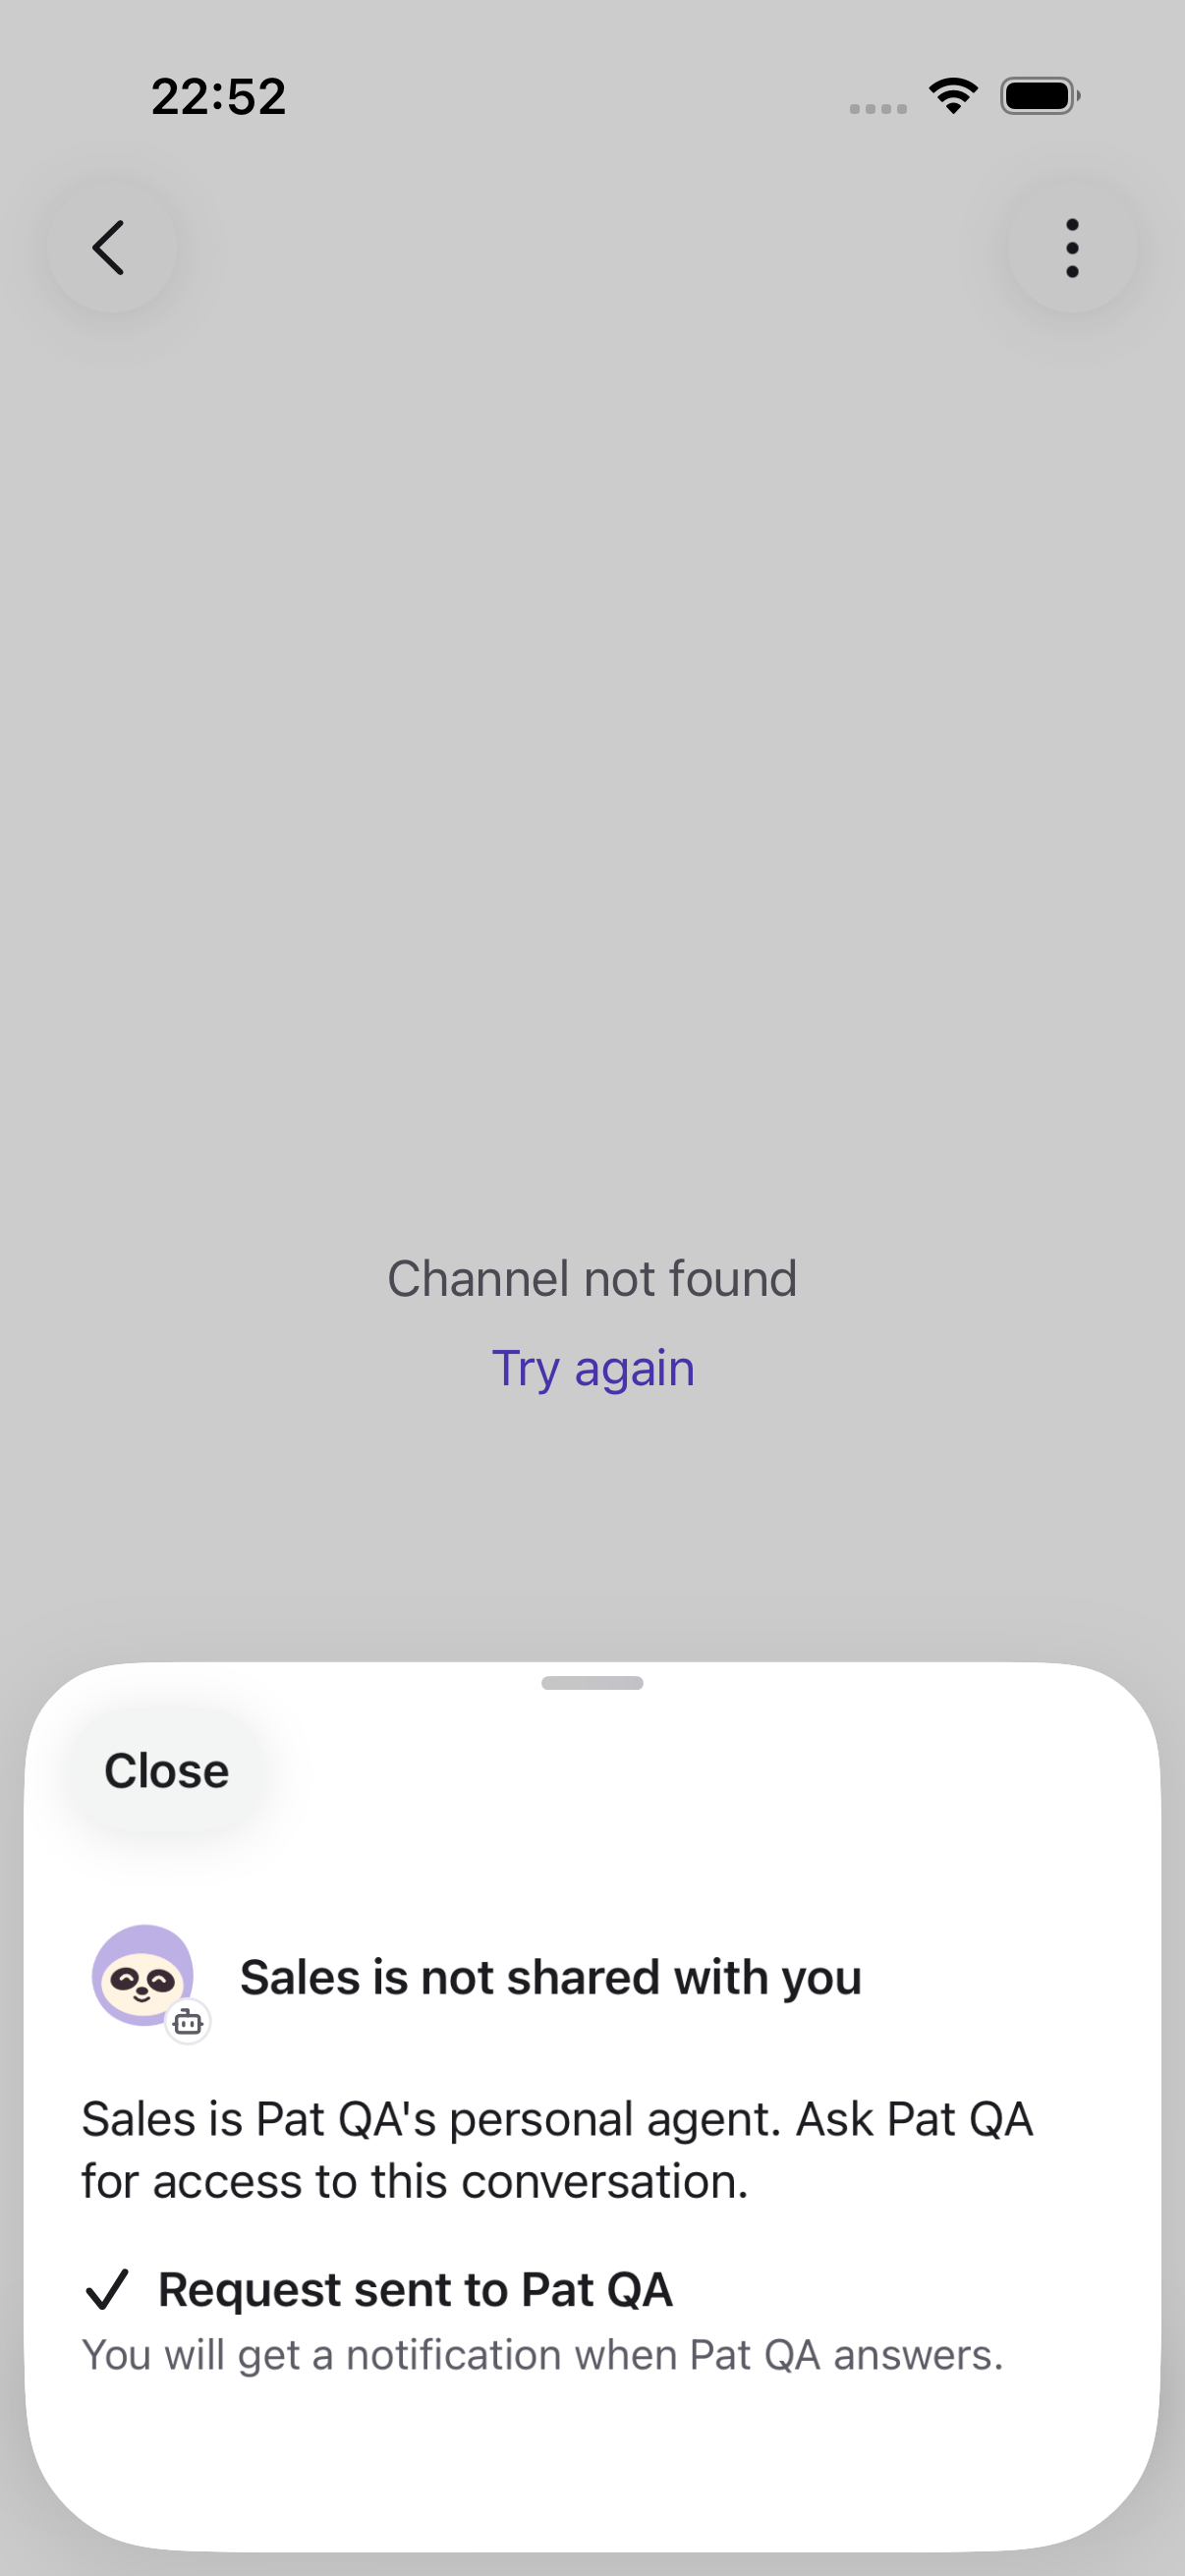 22:52
Channel not found
Try again
Close
Sales is not shared with you
Sales is Pat QA's personal agent. Ask Pat QA
for access to this conversation.
Request sent to Pat QA
You will get a notification when Pat QA answers.